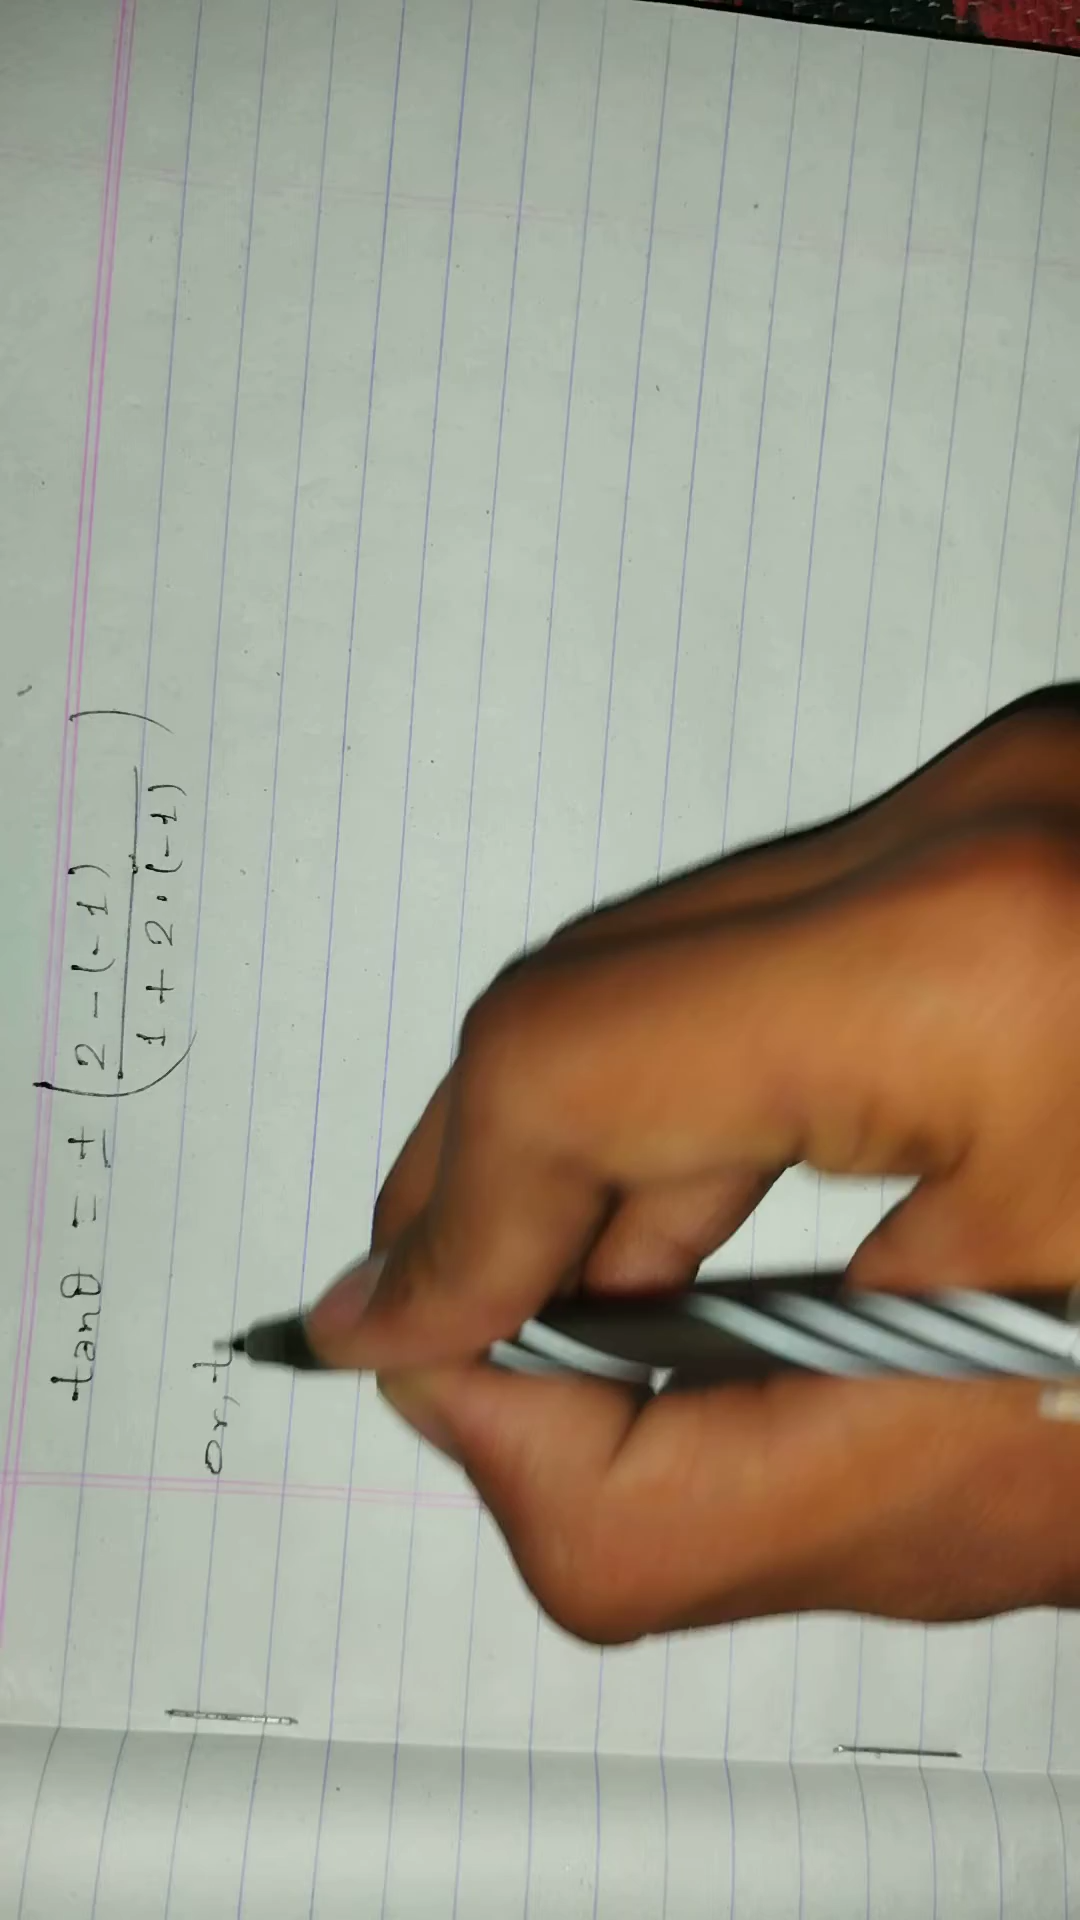 tanθ = ± (2 - (-1) / 1 + 2 · (-1))
or, t